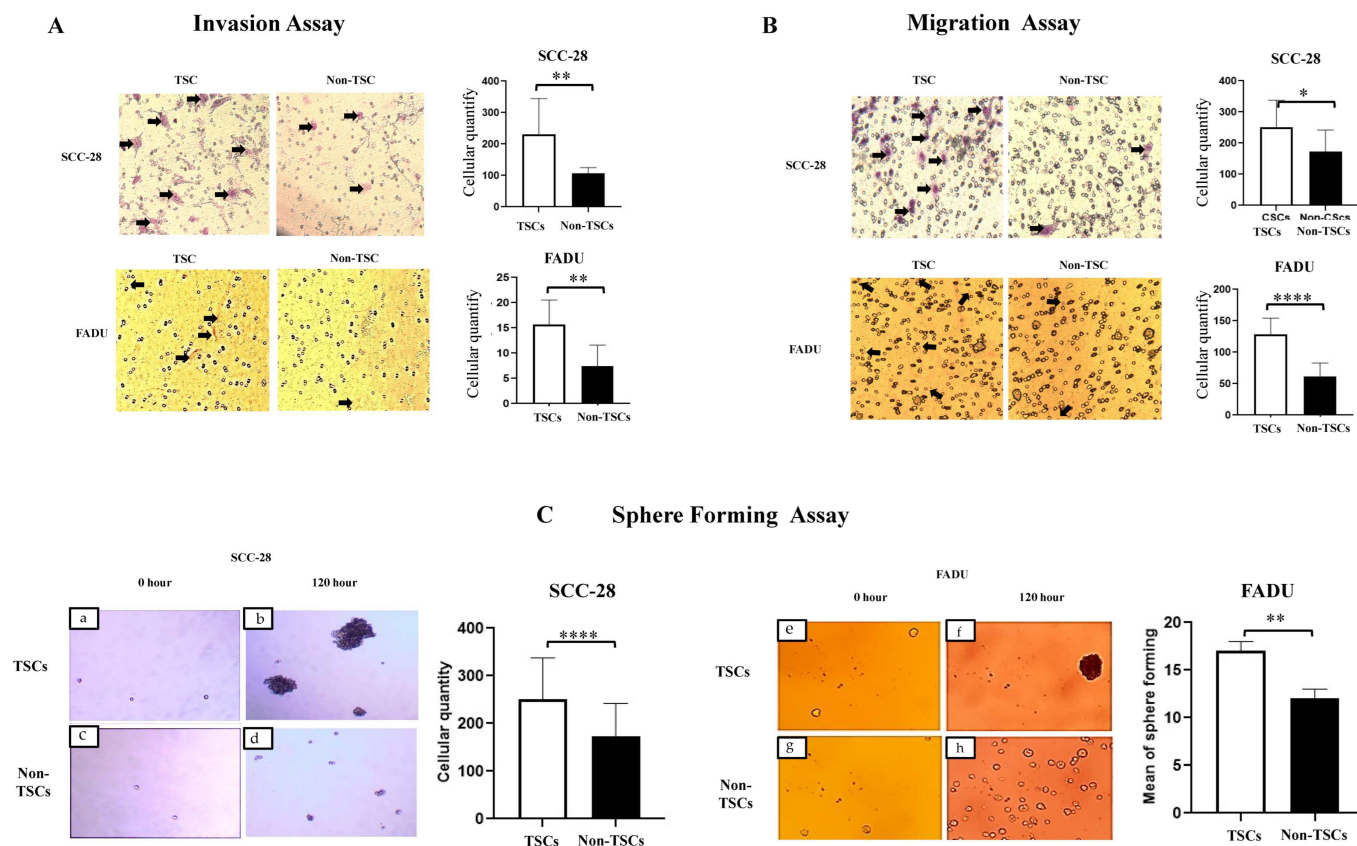 A Invasion Assay
TSC Non-TSC
SCC-28
SCC-28
**
400
300
200
100
0
Cellular quantify
TSCs Non-TSCs
TSC Non-TSC
FADU
FADU
**
25
20
15
10
5
0
Cellular quantify
TSCs Non-TSCs
B Migration Assay
TSC Non-TSC
SCC-28
SCC-28
*
400
300
200
100
0
Cellular quantify
CSCs Non-CScs
TSCs Non-TSCs
TSC Non-TSC
FADU
FADU
****
200
150
100
50
0
Cellular quantify
TSCs Non-TSCs
C Sphere Forming Assay
SCC-28
0 hour 120 hour
TSCs
a
b
Non-
TSCs
c
d
SCC-28
****
400
300
200
100
0
Cellular quantity
TSCs Non-TSCs
FADU
0 hour 120 hour
TSCs
e
f
Non-
TSCs
g
h
FADU
**
20
15
10
5
0
Mean of sphere forming
TSCs Non-TSCs